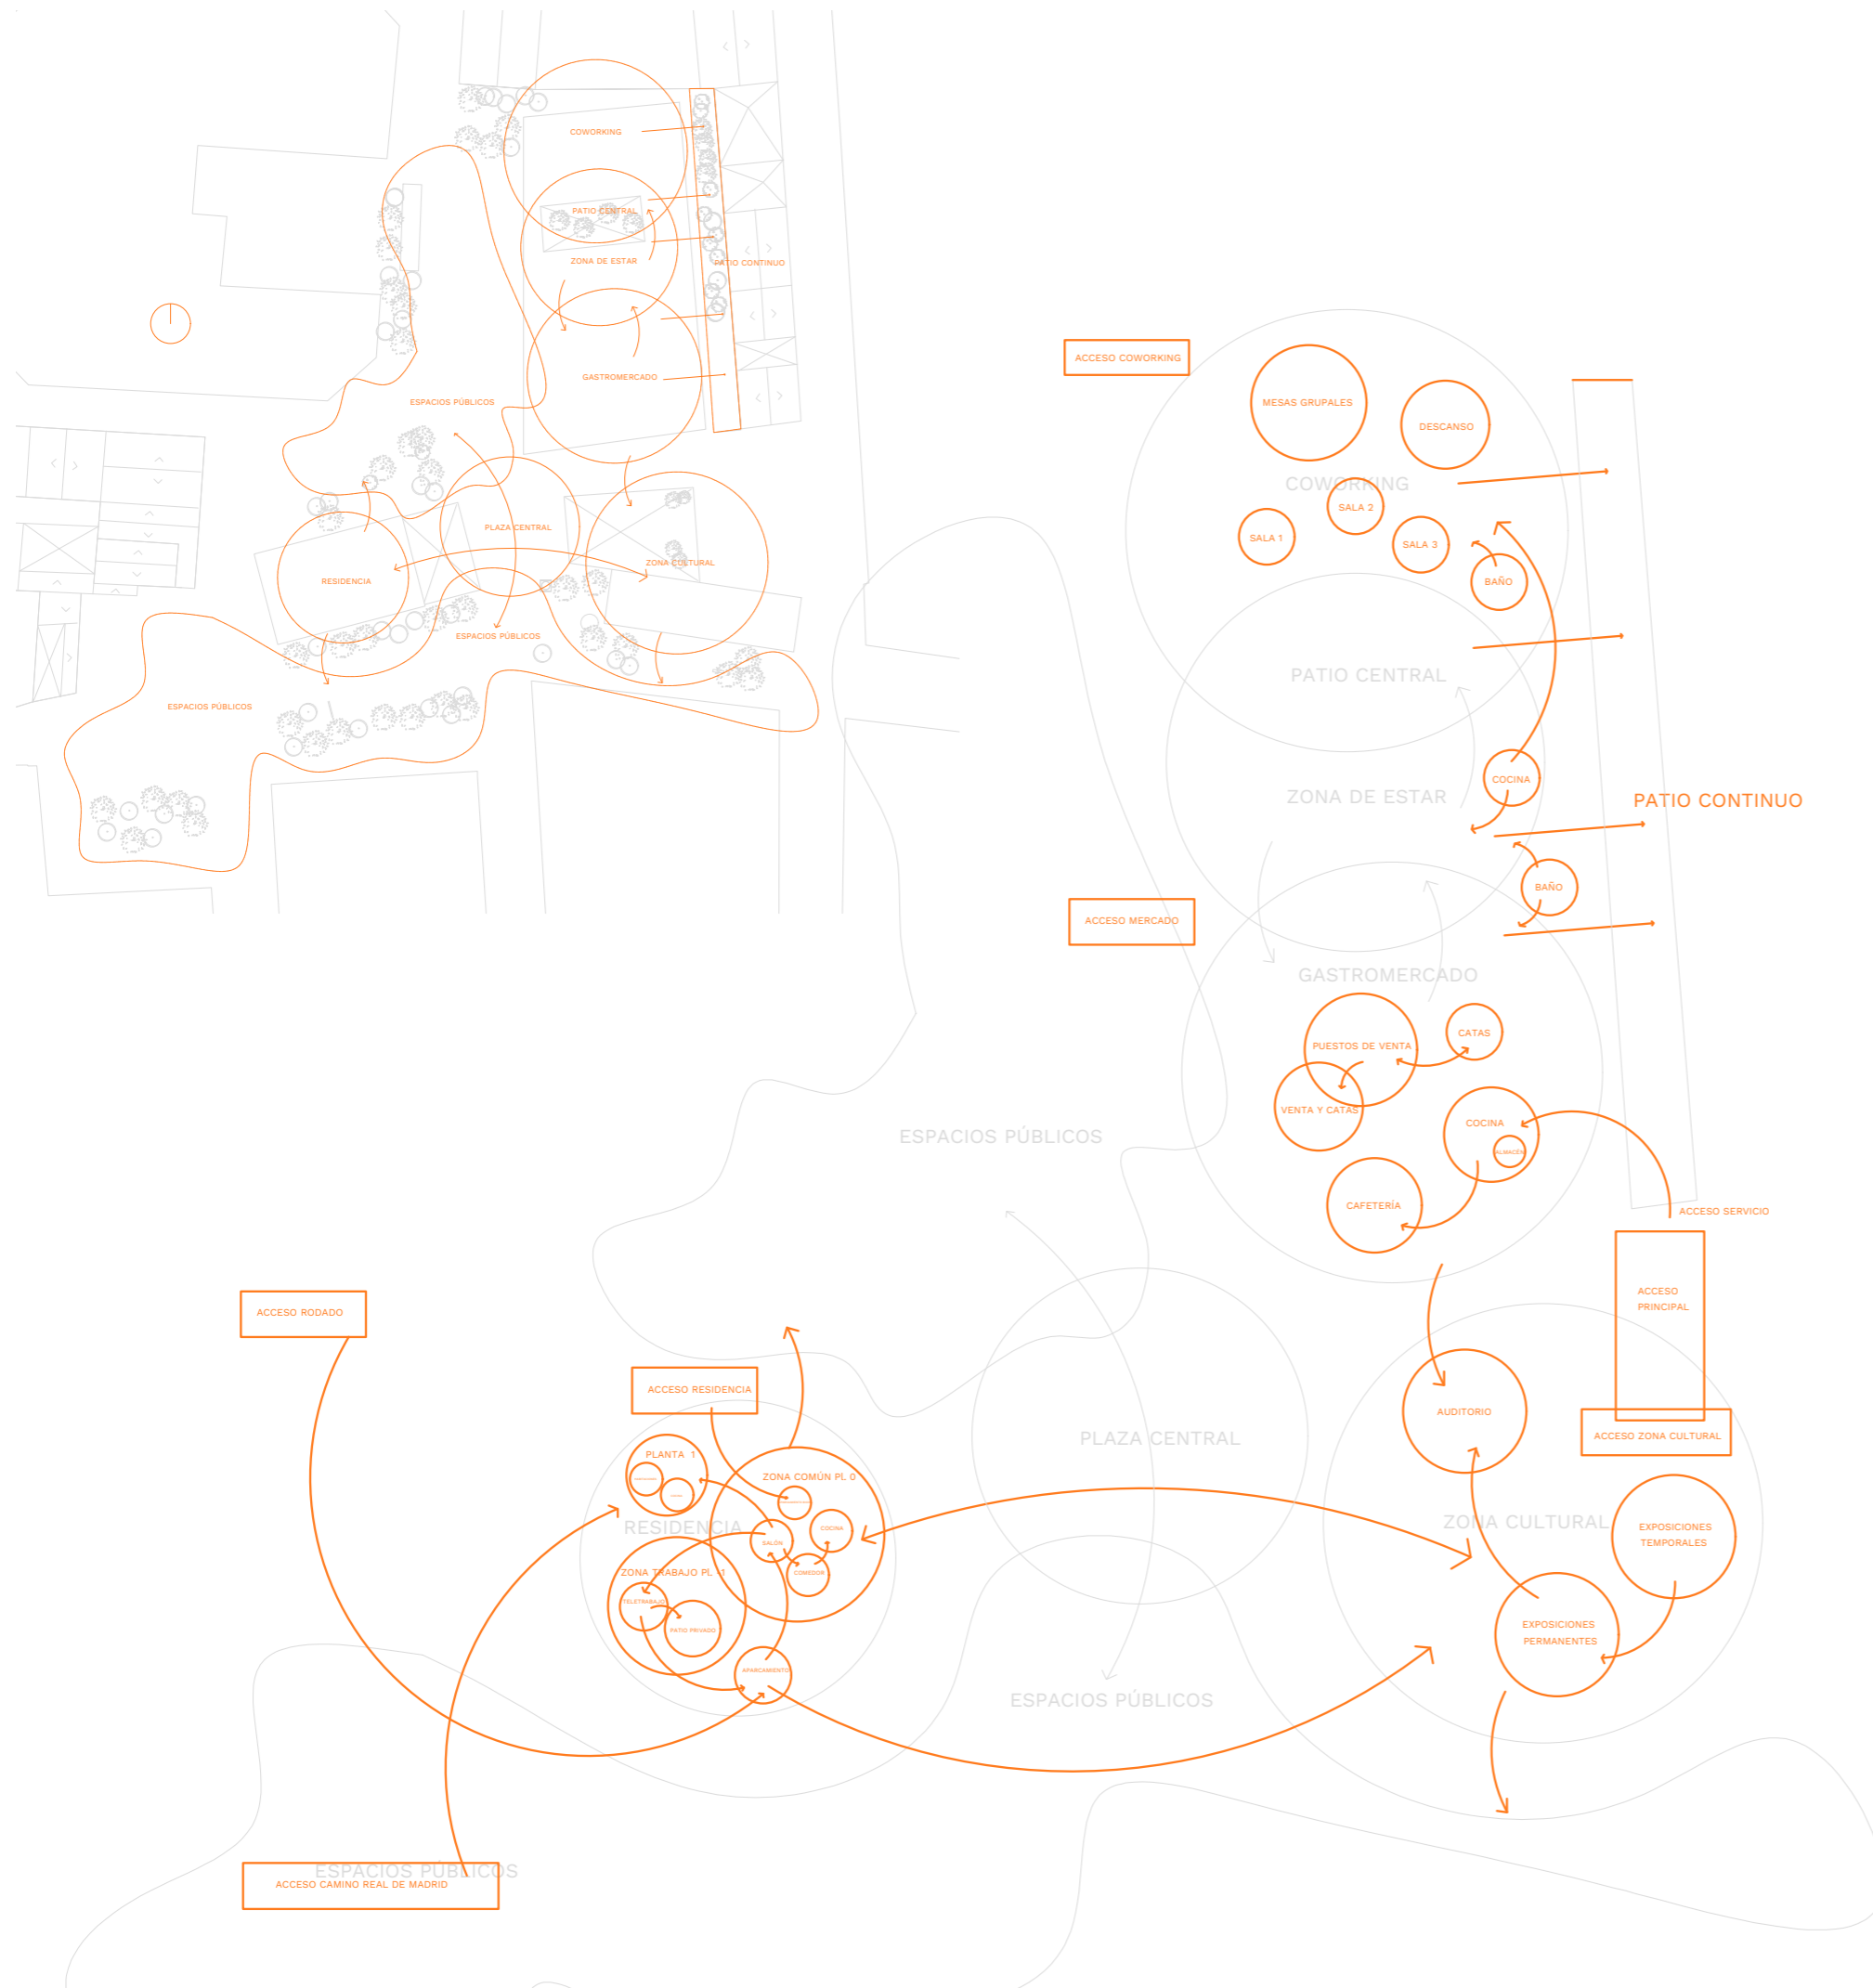 COWORKING
PATIO CENTRAL
ZONA DE ESTAR
PATIO CONTINUO
GASTROMERCADO
ESPACIOS PÚBLICOS
PLAZA CENTRAL
ZONA CULTURAL
RESIDENCIA
ESPACIOS PÚBLICOS
ESPACIOS PÚBLICOS
ACCESO COWORKING
MESAS GRUPALES
DESCANSO
COWORKING
SALA 2
SALA 1
SALA 3
BAÑO
PATIO CENTRAL
COCINA
ZONA DE ESTAR
PATIO CONTINUO
BAÑO
ACCESO MERCADO
GASTROMERCADO
CATAS
PUESTOS DE VENTA
VENTA Y CATAS
COCINA
ALMACÉN
ESPACIOS PÚBLICOS
CAFETERÍA
ACCESO SERVICIO
ACCESO
PRINCIPAL
ACCESO RODADO
ACCESO RESIDENCIA
AUDITORIO
ACCESO ZONA CULTURAL
PLAZA CENTRAL
PLANTA 1
ZONA COMÚN PL 0
RESIDENCIA
COCINA
SALÓN
COMEDOR
ZONA CULTURAL
EXPOSICIONES
TEMPORALES
ZONA TRABAJO PL -1
TELETRABAJO
PATIO PRIVADO
EXPOSICIONES
PERMANENTES
APARCAMIENTO
ESPACIOS PÚBLICOS
ESPACIOS PÚBLICOS
ACCESO CAMINO REAL DE MADRID